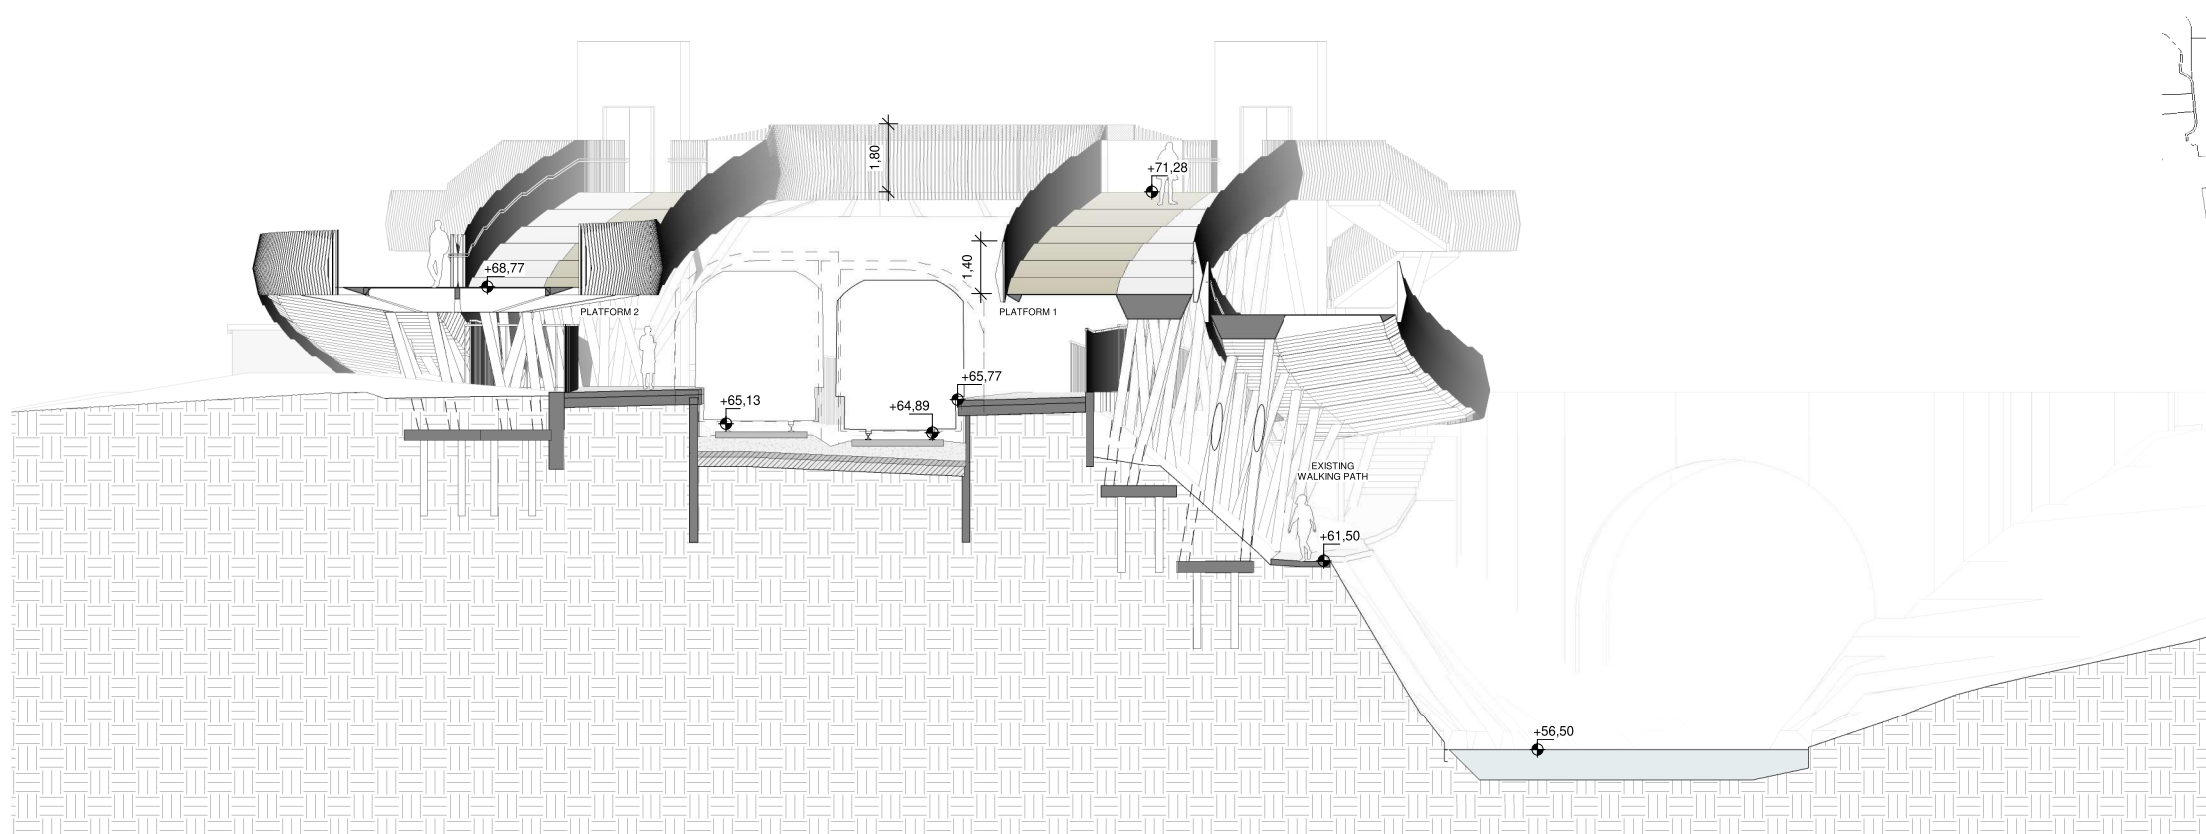 1,80
+71,28
1,40
+68,77
PLATFORM 2
PLATFORM 1
+65,77
+65,13
+64,89
EXISTING
WALKING PATH
+61,50
+56,50